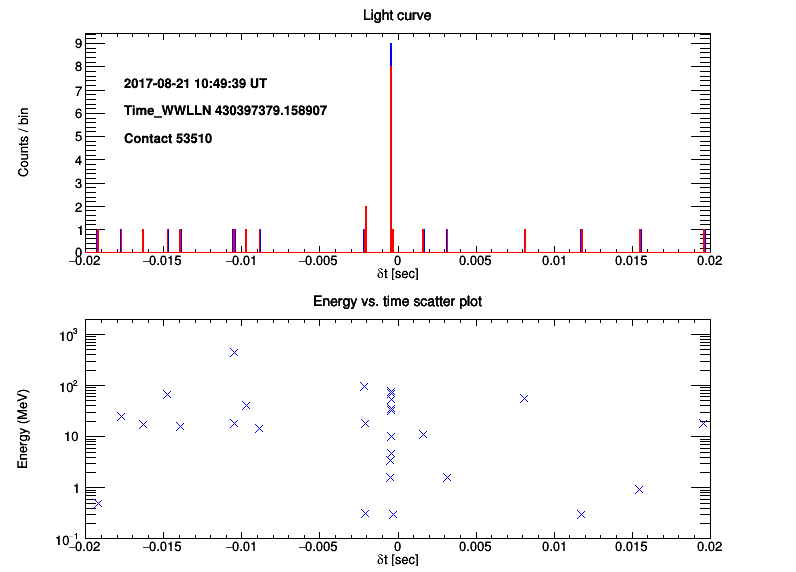 Light curve
9
8
7
6
5
4
3
2
1
0
Counts / bin
2017-08-21 10:49:39 UT
Time_WWLLN 430397379.158907
Contact 53510
−0.02 −0.015 −0.01 −0.005 0 0.005 0.01 0.015 0.02
δt [sec]
Energy vs. time scatter plot
10³
10²
10
1
10⁻¹
Energy (MeV)
−0.02 −0.015 −0.01 −0.005 0 0.005 0.01 0.015 0.02
δt [sec]